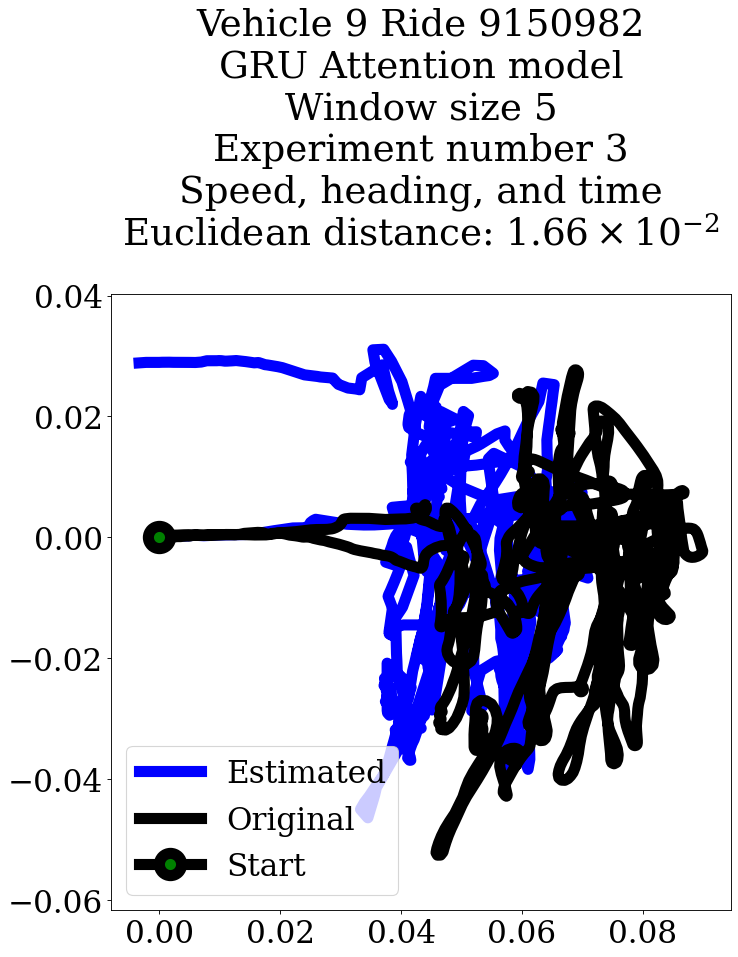 Vehicle 9 Ride 9150982
GRU Attention model
Window size 5
Experiment number 3
Speed, heading, and time
Euclidean distance: 1.66 × 10⁻²
0.04
0.02
0.00
−0.02
−0.04
−0.06
Estimated
Original
Start
0.00 0.02 0.04 0.06 0.08